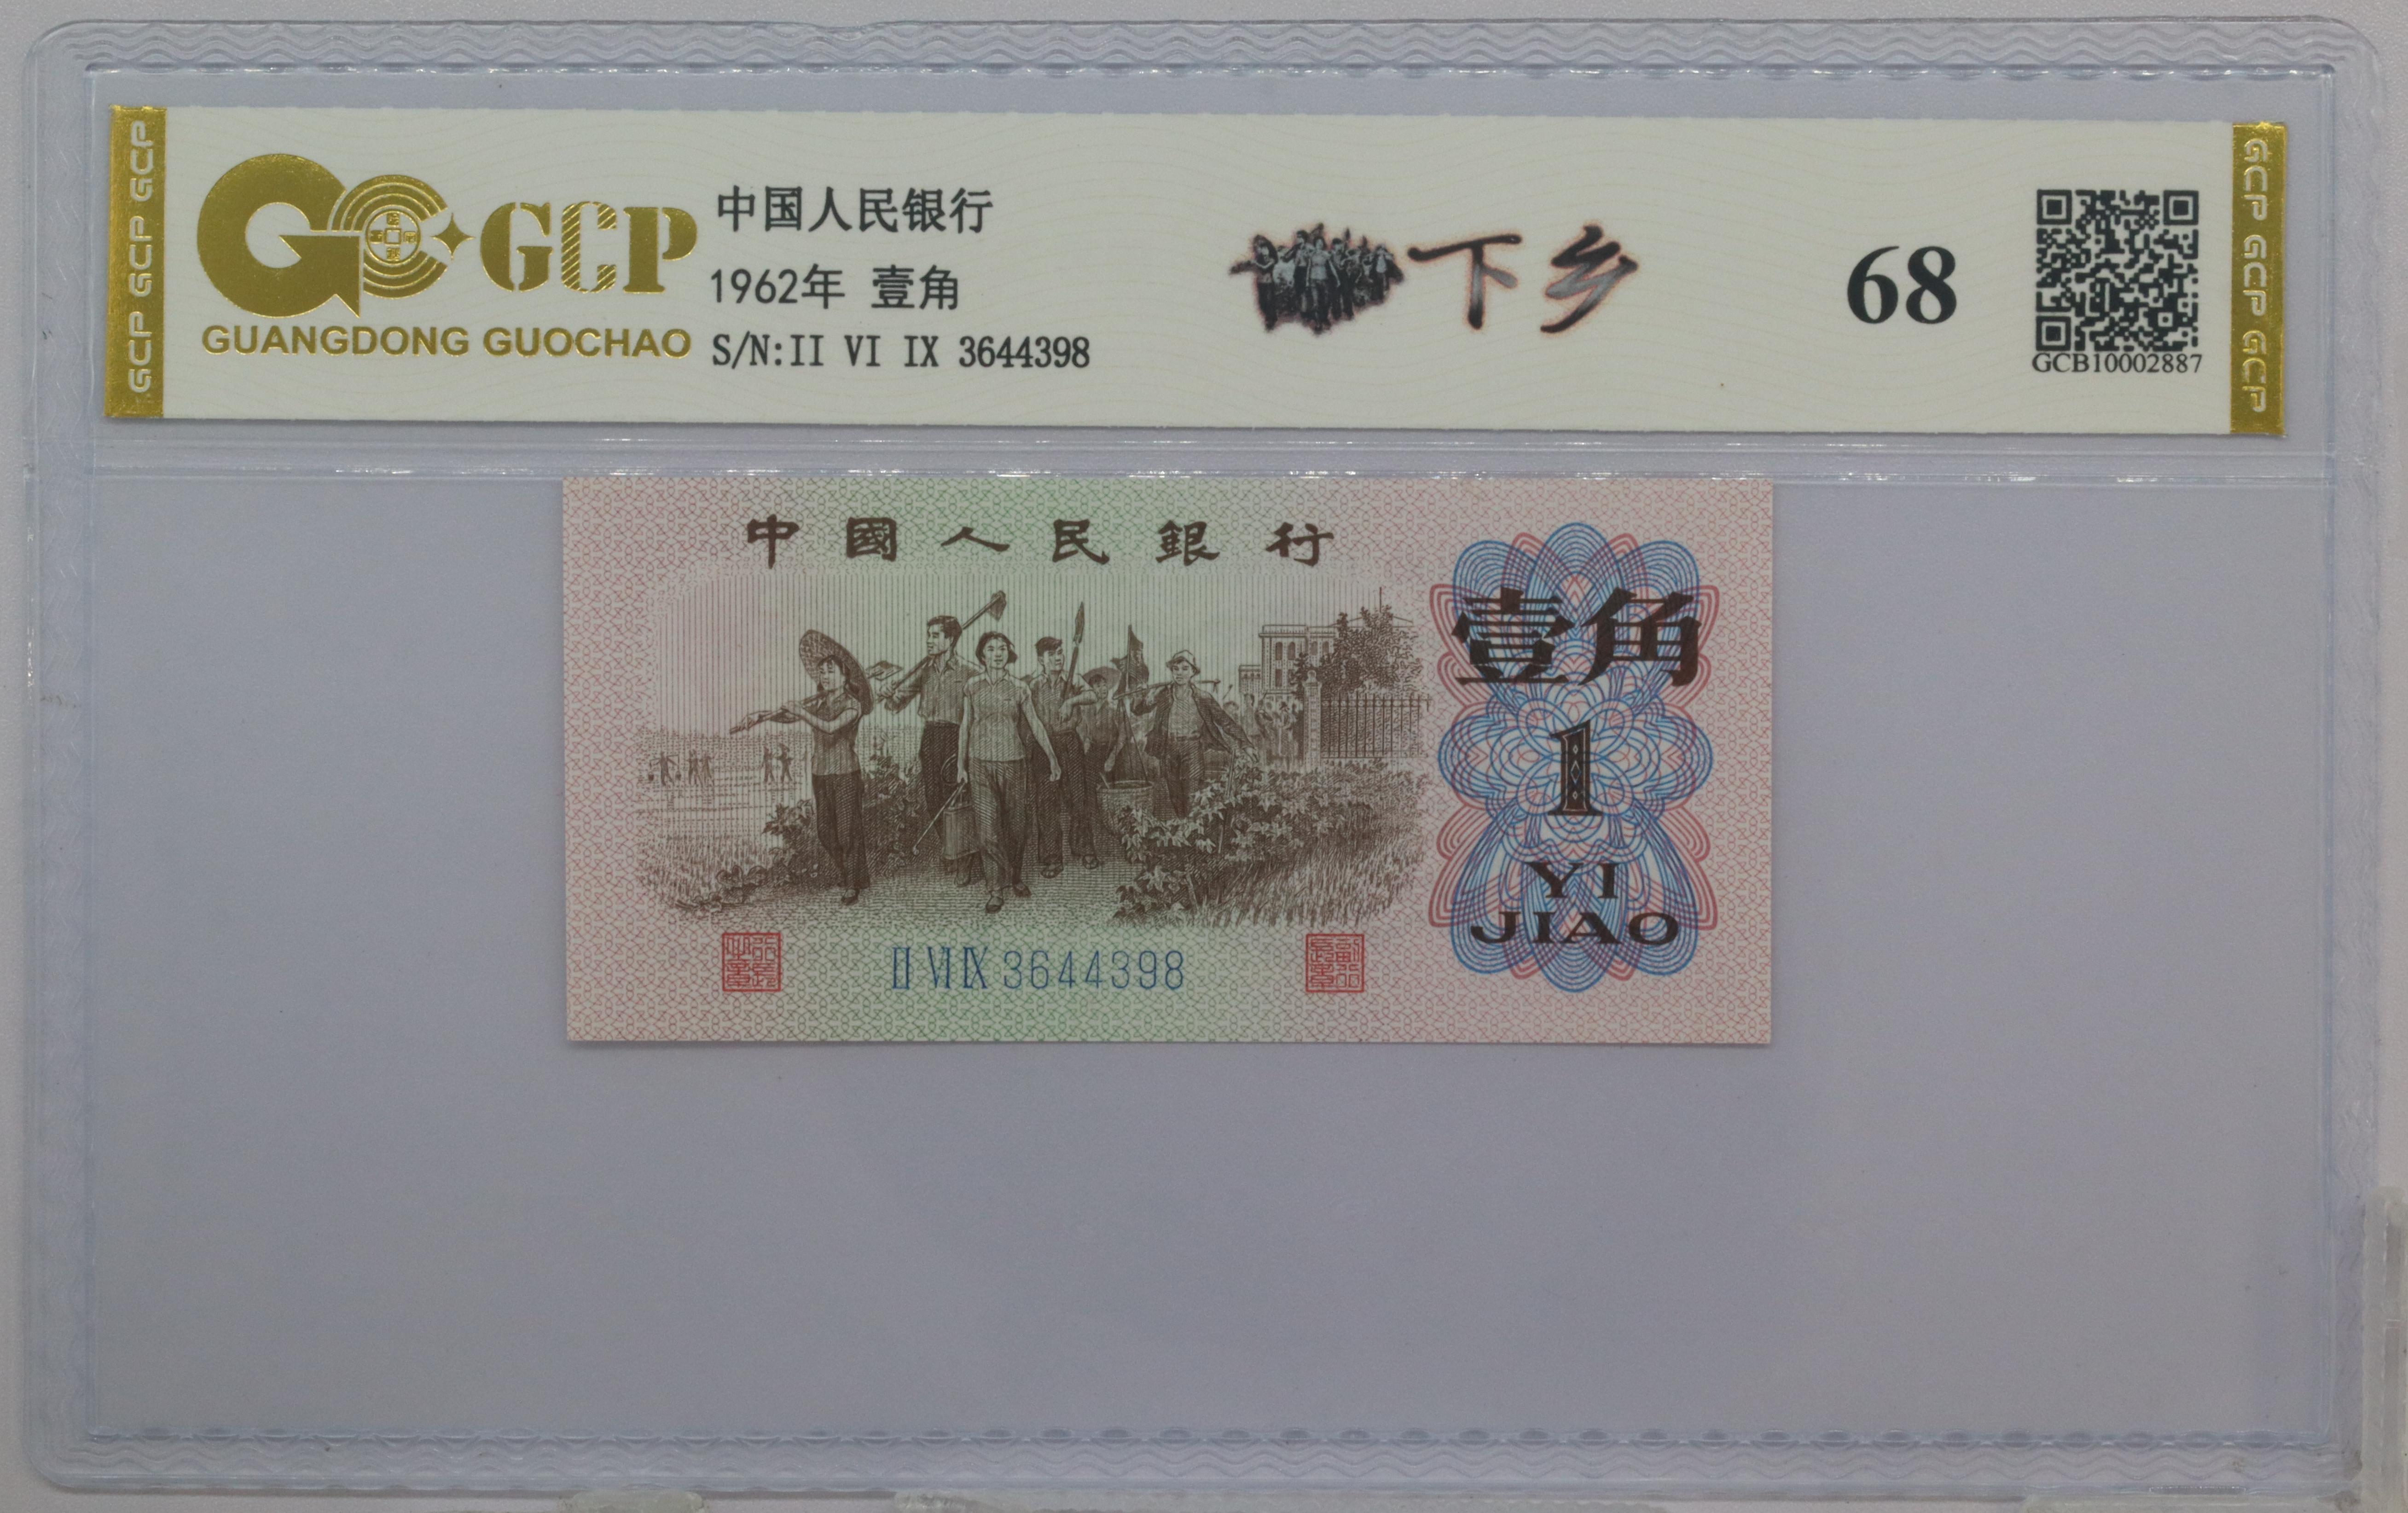 GCP GCP GCP
GCP
GUANGDONG GUOCHAO
中国人民银行
1962年 壹角
S/N:II VI IX 3644398
下乡
68
GCB10002887
GCP GCP GCP
中國人民銀行
壹角
1
YI
JIAO
II VI IX 3644398